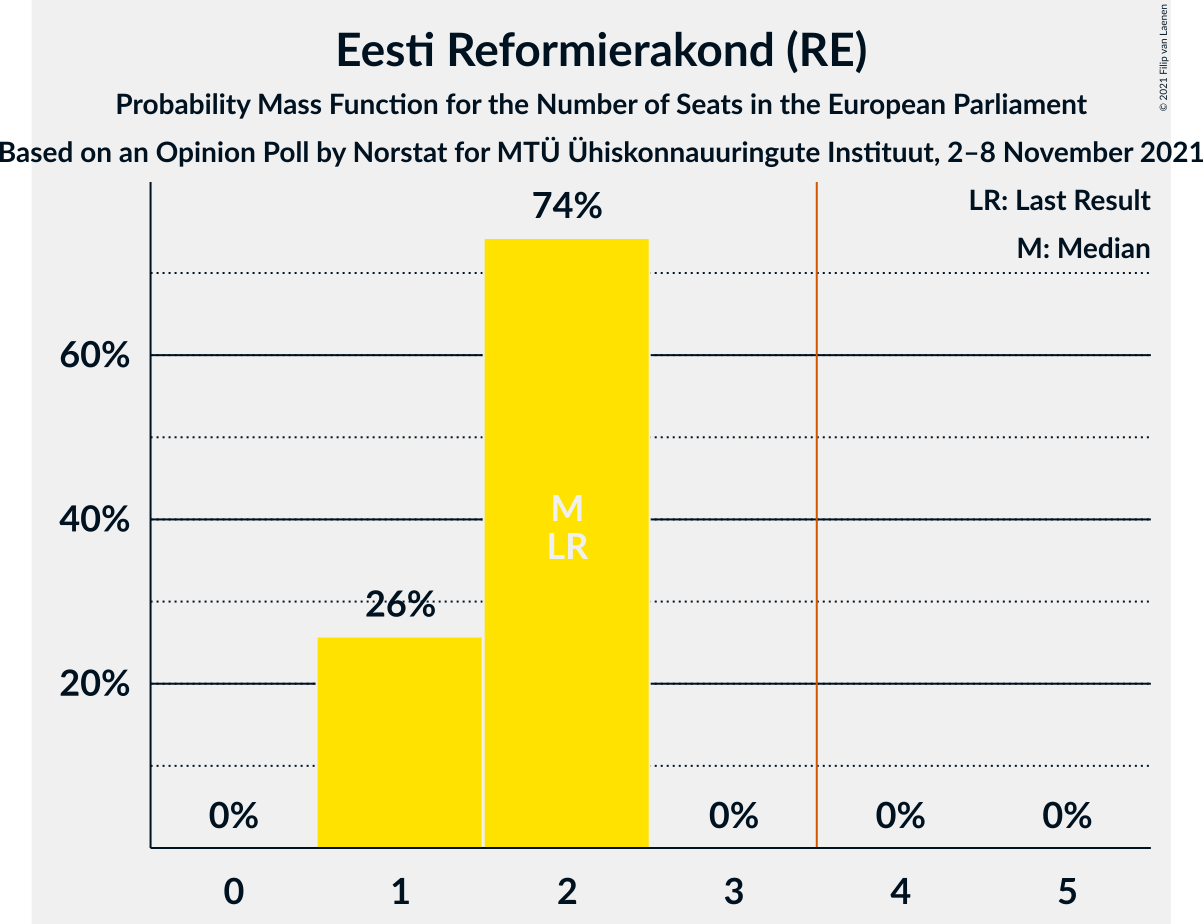 Eesti Reformierakond (RE)
Probability Mass Function for the Number of Seats in the European Parliament
Based on an Opinion Poll by Norstat for MTÜ Ühiskonnauuringute Instituut, 2–8 November 2021
© 2021 Filip van Laenen
LR: Last Result
M: Median
74%
60%
M
40%
LR
26%
20%
0%
0%
0%
0%
0 1 2 3 4 5